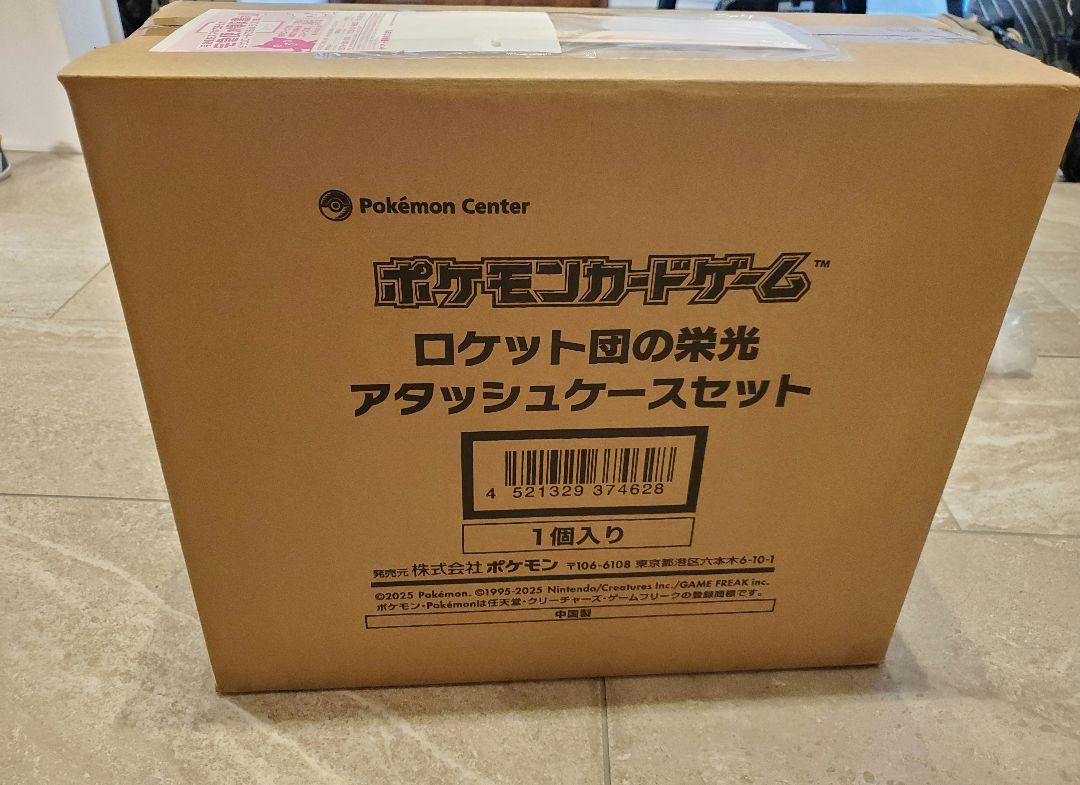 Pokémon Center
ポケモンカードゲーム™
ロケット団の栄光
アタッシュケースセット
4 521329 374628
1個入り
発売元 株式会社 ポケモン 〒106-6108 東京都港区六本木6-10-1
©2025 Pokémon. ©1995-2025 Nintendo/Creatures Inc./GAME FREAK inc.
ポケモン・Pokémonは任天堂・クリーチャーズ・ゲームフリークの登録商標です。
中国製